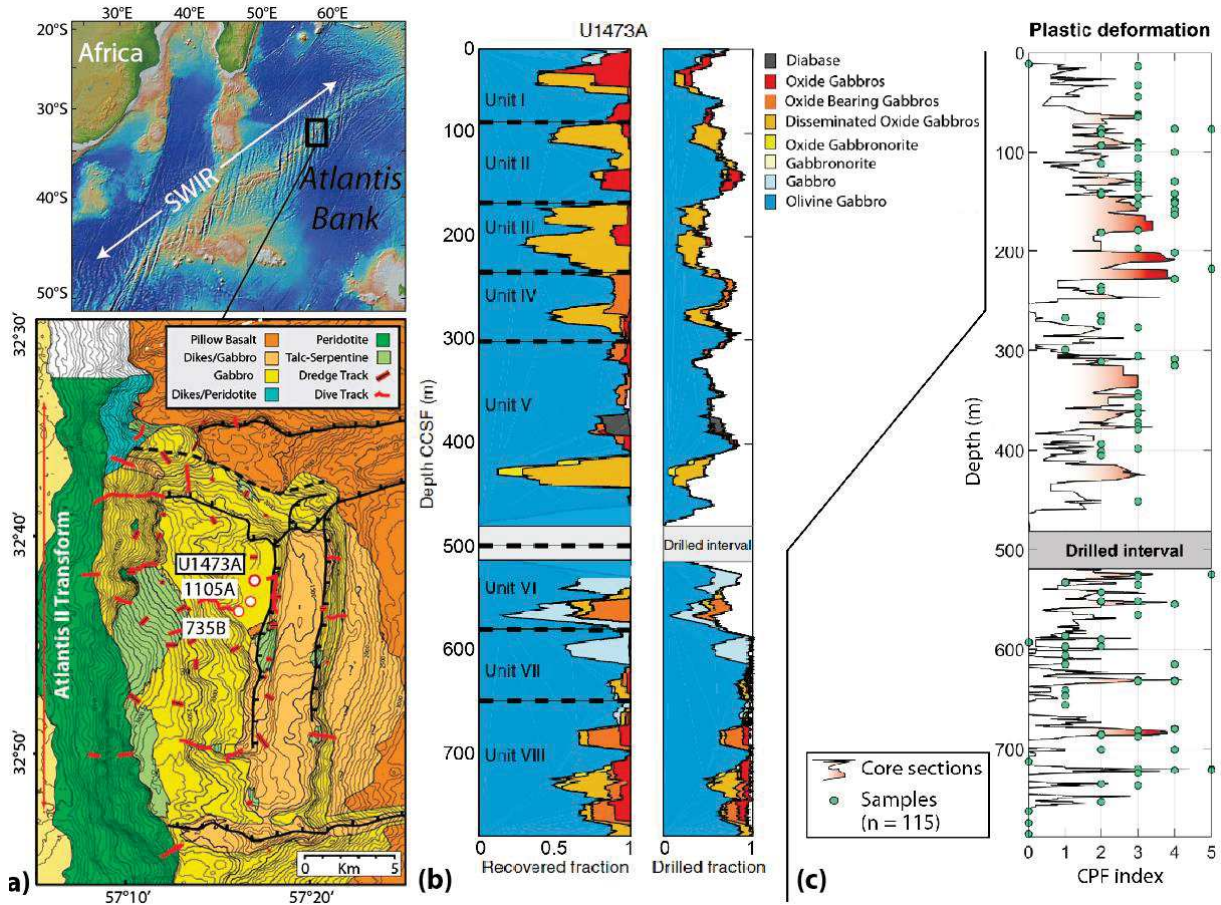 30°E 40°E 50°E 60°E
20°S
30°S
40°S
50°S
Africa
SWIR
Atlantis
Bank
32°30′
32°40′
32°50′
57°10′ 57°20′
Pillow Basalt
Dikes/Gabbro
Gabbro
Dikes/Peridotite
Peridotite
Talc-Serpentine
Dredge Track
Dive Track
Atlantis II Transform
U1473A
1105A
735B
0 Km 5
a)
U1473A
0
100
200
300
400
500
600
700
Depth CCSF (m)
Unit I
Unit II
Unit III
Unit IV
Unit V
Unit VI
Unit VII
Unit VIII
Drilled interval
0 0.5 1
Recovered fraction
0 1
Drilled fraction
(b)
Diabase
Oxide Gabbros
Oxide Bearing Gabbros
Disseminated Oxide Gabbros
Oxide Gabbronorite
Gabbronorite
Gabbro
Olivine Gabbro
Plastic deformation
0
100
200
300
400
500
600
700
Depth (m)
Drilled interval
Core sections
Samples
(n = 115)
0 1 2 3 4 5
CPF index
(c)